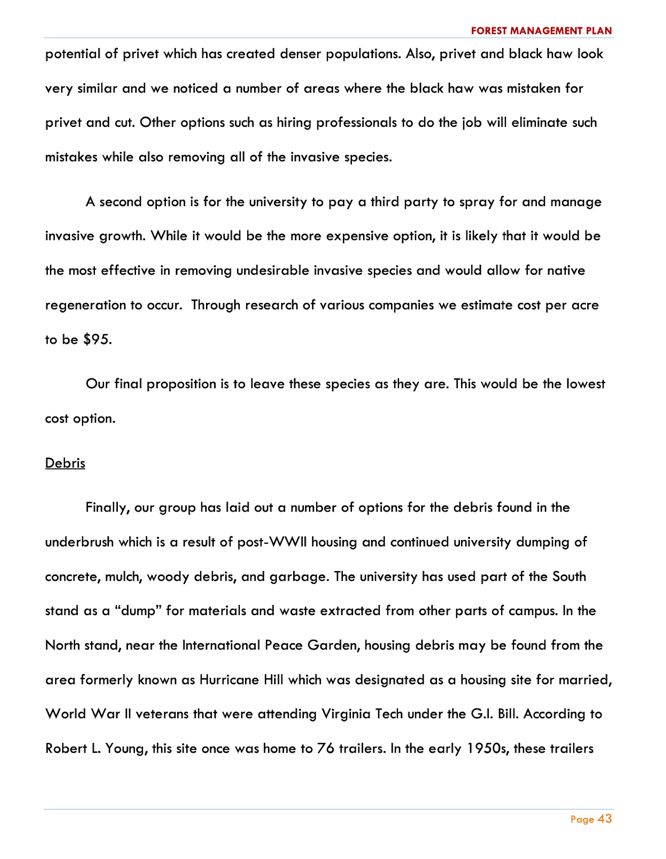 FOREST MANAGEMENT PLAN
potential of privet which has created denser populations. Also, privet and black haw look
very similar and we noticed a number of areas where the black haw was mistaken for
privet and cut. Other options such as hiring professionals to do the job will eliminate such
mistakes while also removing all of the invasive species.
A second option is for the university to pay a third party to spray for and manage
invasive growth. While it would be the more expensive option, it is likely that it would be
the most effective in removing undesirable invasive species and would allow for native
regeneration to occur.  Through research of various companies we estimate cost per acre
to be $95.
Our final proposition is to leave these species as they are. This would be the lowest
cost option.
Debris
Finally, our group has laid out a number of options for the debris found in the
underbrush which is a result of post-WWII housing and continued university dumping of
concrete, mulch, woody debris, and garbage. The university has used part of the South
stand as a “dump” for materials and waste extracted from other parts of campus. In the
North stand, near the International Peace Garden, housing debris may be found from the
area formerly known as Hurricane Hill which was designated as a housing site for married,
World War II veterans that were attending Virginia Tech under the G.I. Bill. According to
Robert L. Young, this site once was home to 76 trailers. In the early 1950s, these trailers
Page 43